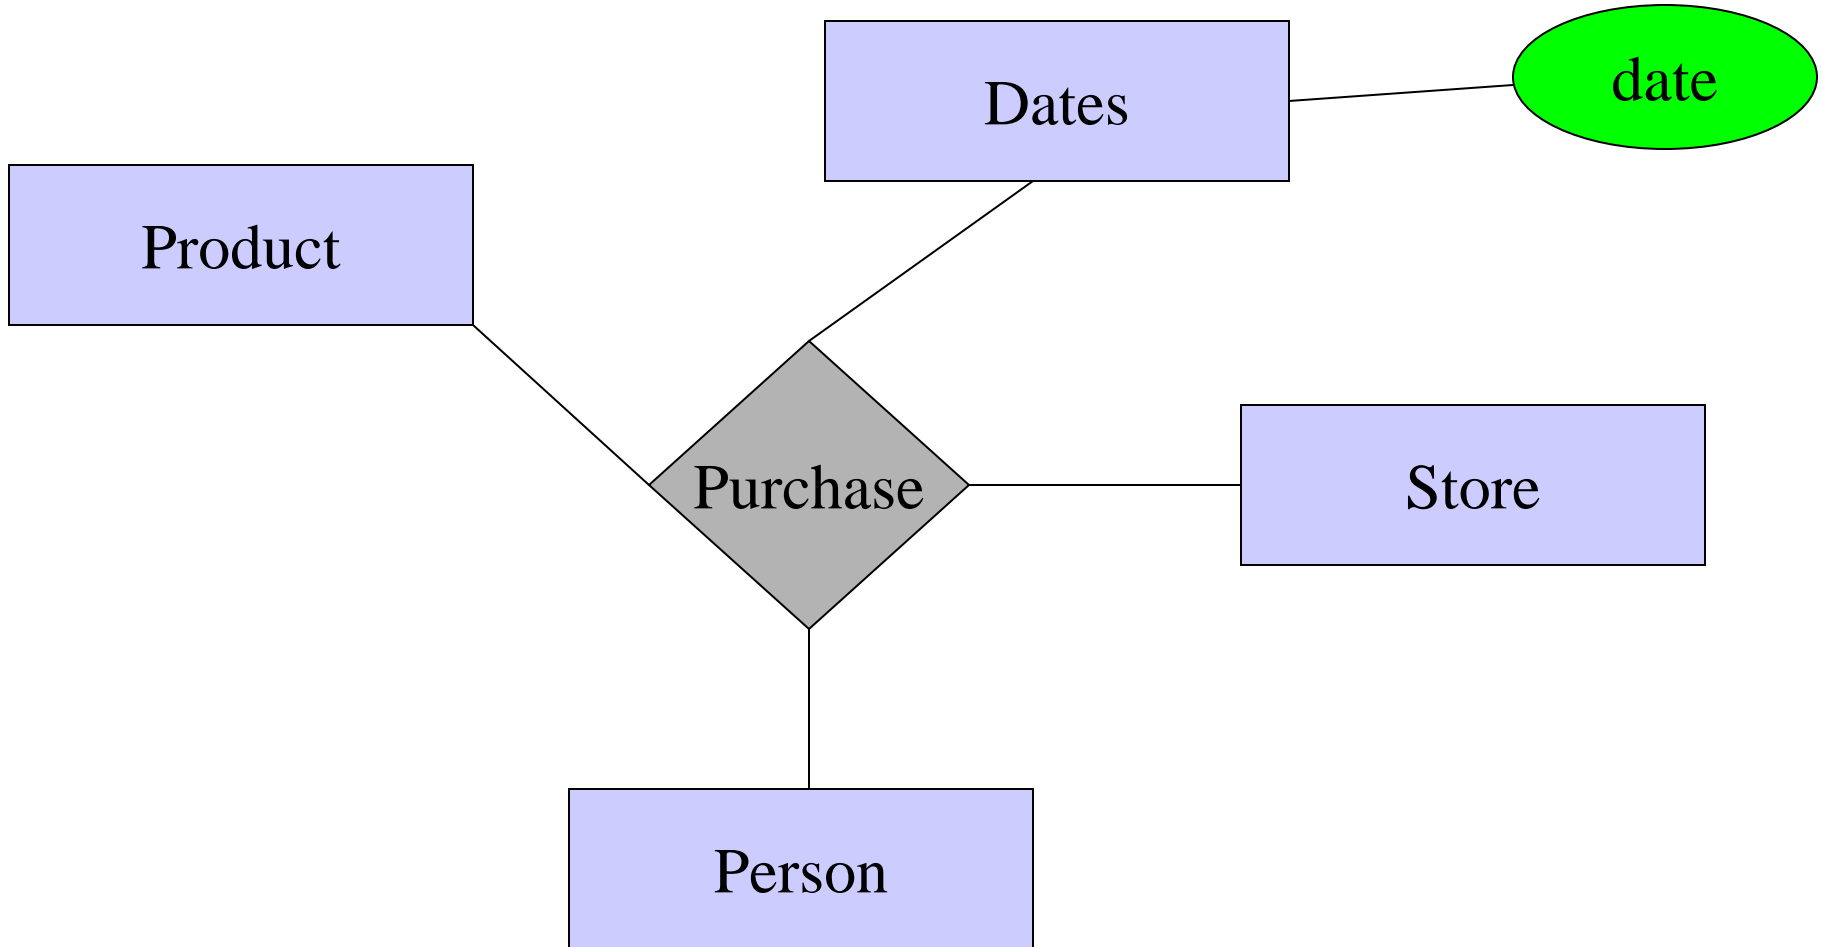 Dates
date
Product
Purchase
Store
Person